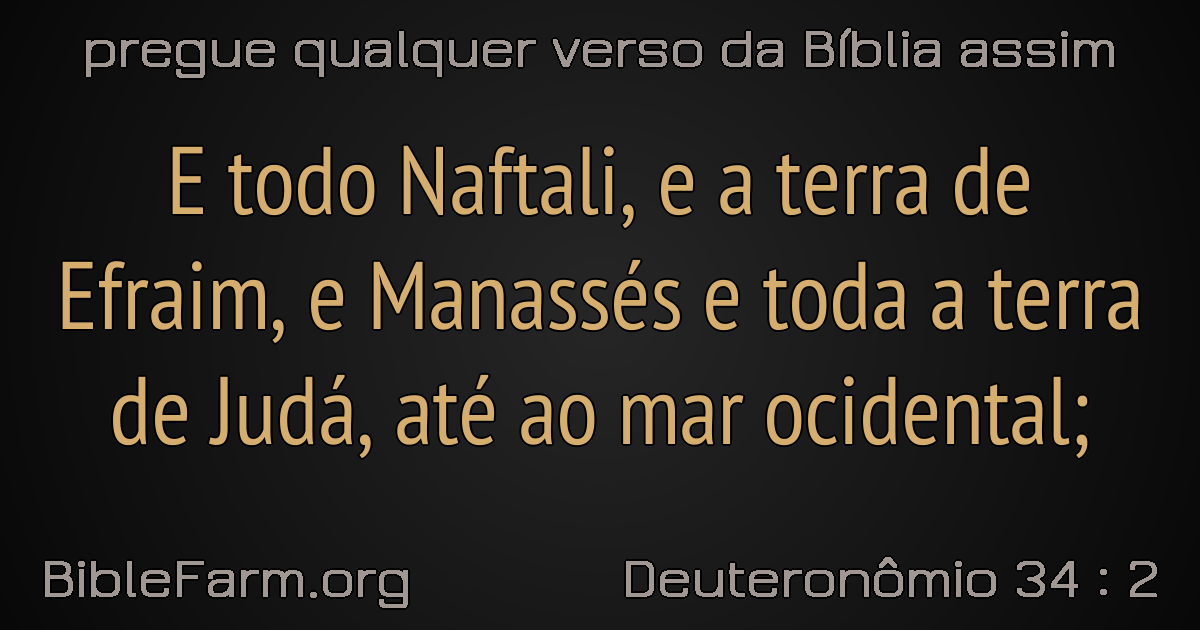 pregue qualquer verso da Bíblia assim
E todo Naftali, e a terra de
Efraim, e Manassés e toda a terra
de Judá, até ao mar ocidental;
BibleFarm.org
Deuteronômio 34 : 2